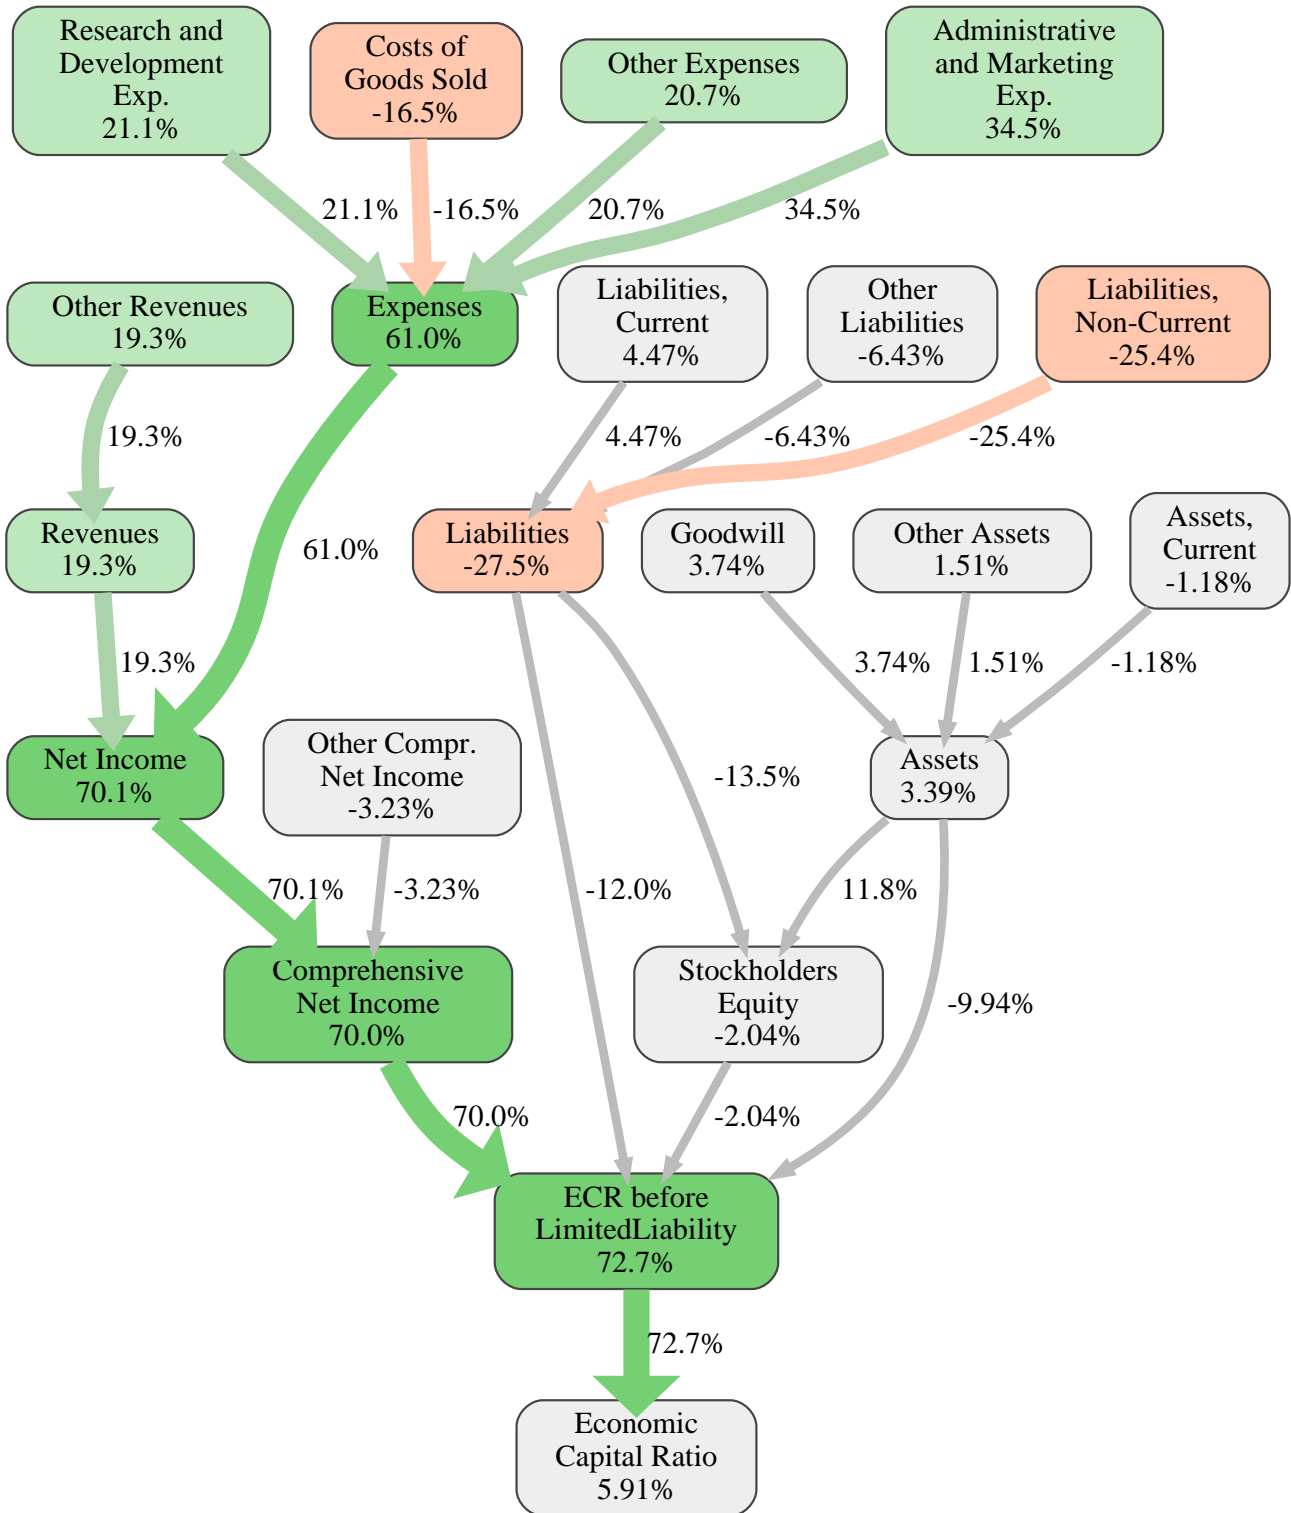 Research and
Development
Exp.
21.1%
Costs of
Goods Sold
-16.5%
Other Expenses
20.7%
Administrative
and Marketing
Exp.
34.5%
21.1%
-16.5%
20.7%
34.5%
Other Revenues
19.3%
Expenses
61.0%
Liabilities,
Current
4.47%
Other
Liabilities
-6.43%
Liabilities,
Non-Current
-25.4%
19.3%
4.47%
-6.43%
-25.4%
Revenues
19.3%
61.0%
Liabilities
-27.5%
Goodwill
3.74%
Other Assets
1.51%
Assets,
Current
-1.18%
19.3%
3.74%
1.51%
-1.18%
Net Income
70.1%
Other Compr.
Net Income
-3.23%
-13.5%
Assets
3.39%
70.1%
-3.23%
-12.0%
11.8%
Comprehensive
Net Income
70.0%
Stockholders
Equity
-2.04%
-9.94%
70.0%
-2.04%
ECR before
LimitedLiability
72.7%
72.7%
Economic
Capital Ratio
5.91%